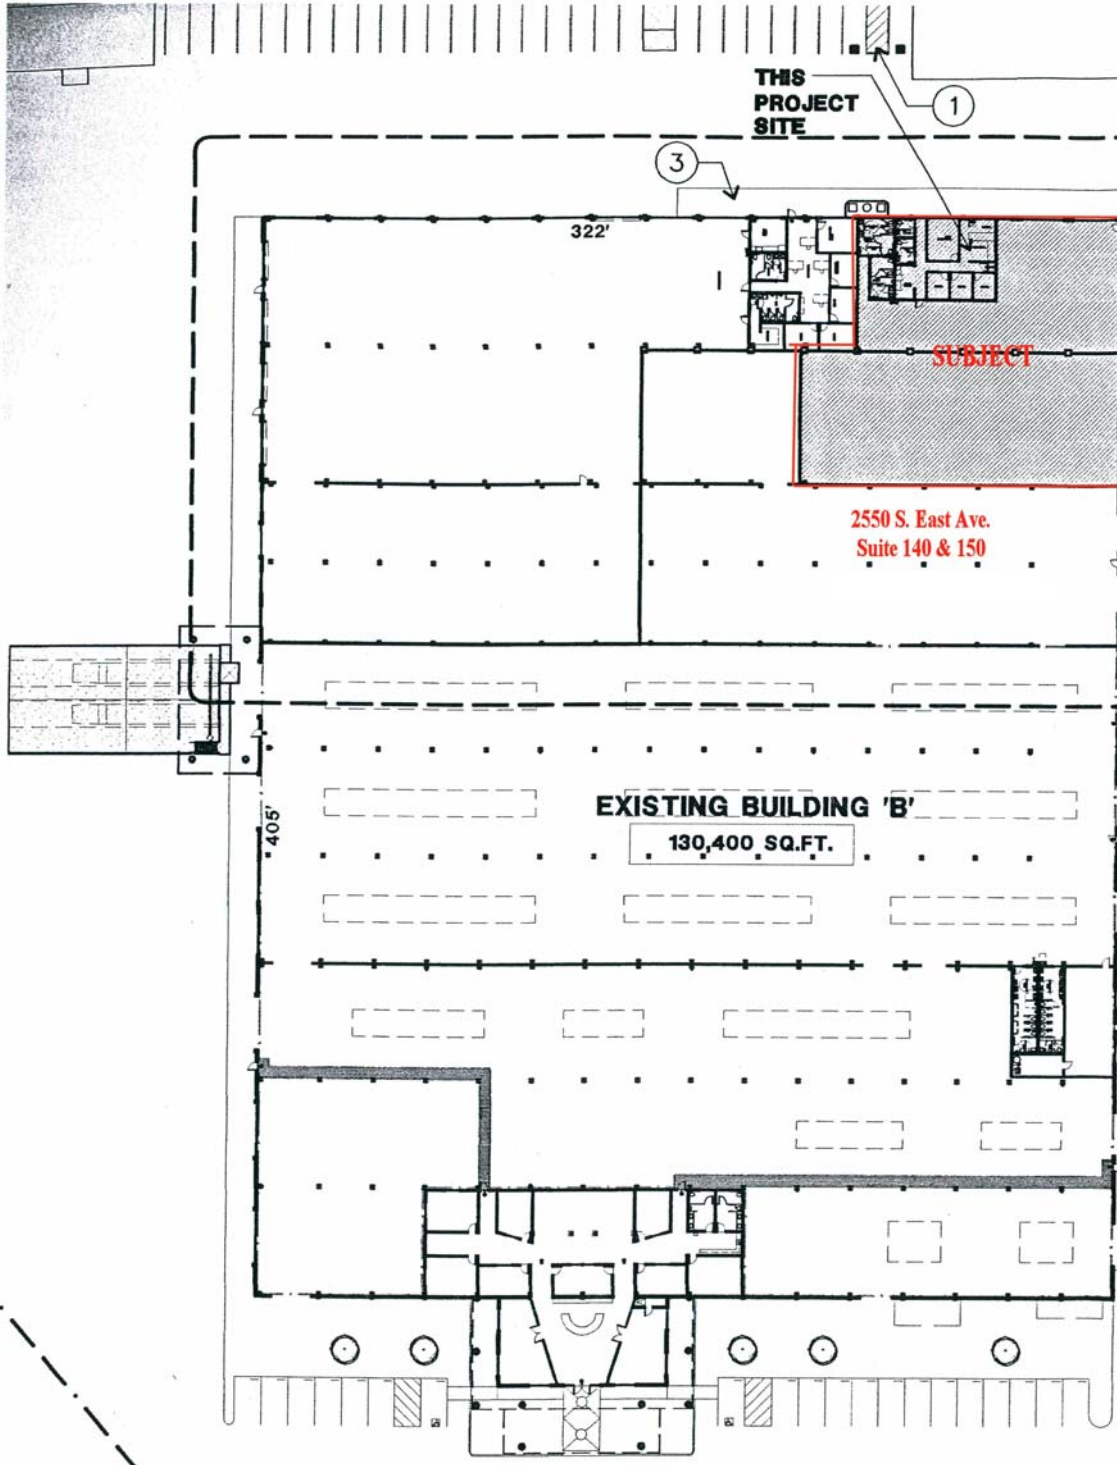 THIS
PROJECT
SITE
1
3
322'
SUBJECT
2550 S. East Ave.
Suite 140 & 150
405'
EXISTING BUILDING 'B'
130,400 SQ.FT.